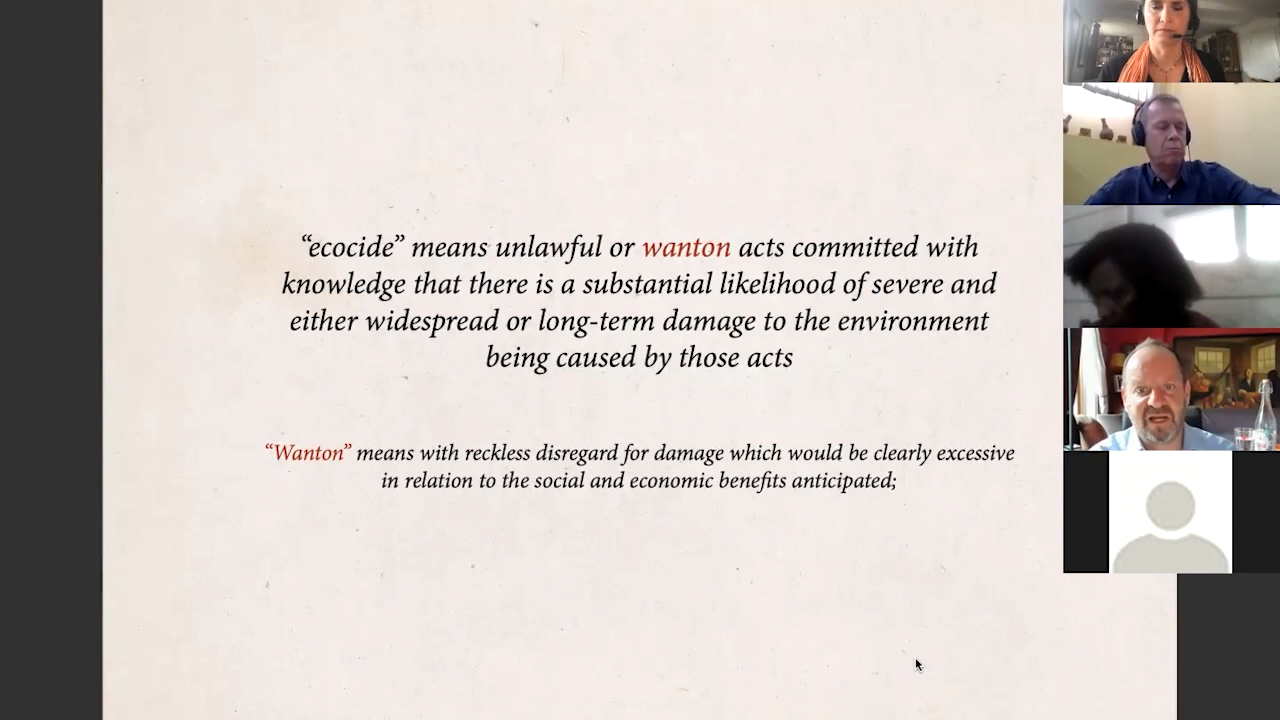 “ecocide” means unlawful or wanton acts committed with
knowledge that there is a substantial likelihood of severe and
either widespread or long-term damage to the environment
being caused by those acts
“Wanton” means with reckless disregard for damage which would be clearly excessive
in relation to the social and economic benefits anticipated;